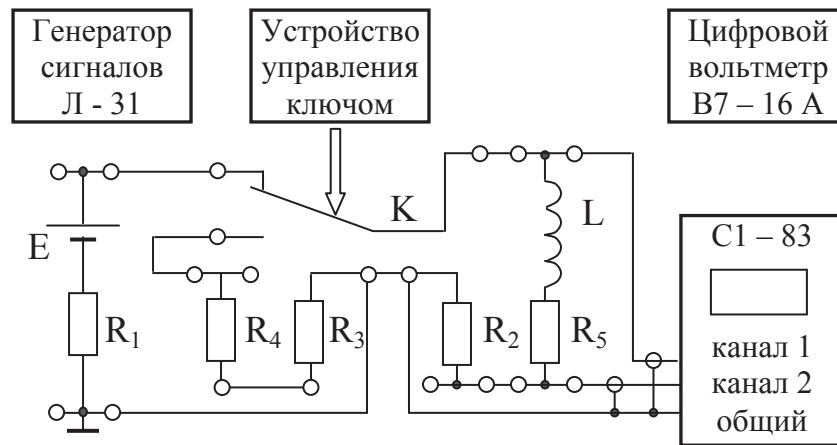 Генератор
сигналов
Л - 31
Устройство
управления
ключом
Цифровой
вольтметр
В7 – 16 А
К
L
E
R₁
R₄
R₃
R₂
R₅
С1 – 83
канал 1
канал 2
общий